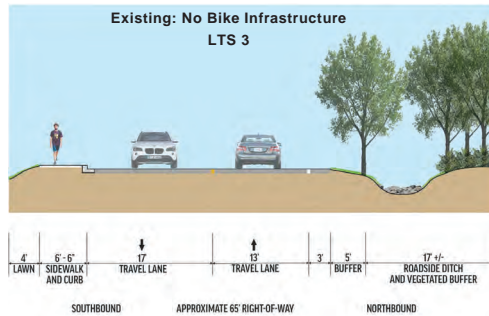 Existing: No Bike Infrastructure
LTS 3
4' 6' - 6" 17' 13' 3' 5' 17' +/-
LAWN SIDEWALK TRAVEL LANE TRAVEL LANE BUFFER ROADSIDE DITCH
AND CURB AND VEGETATED BUFFER
SOUTHBOUND APPROXIMATE 65' RIGHT-OF-WAY NORTHBOUND